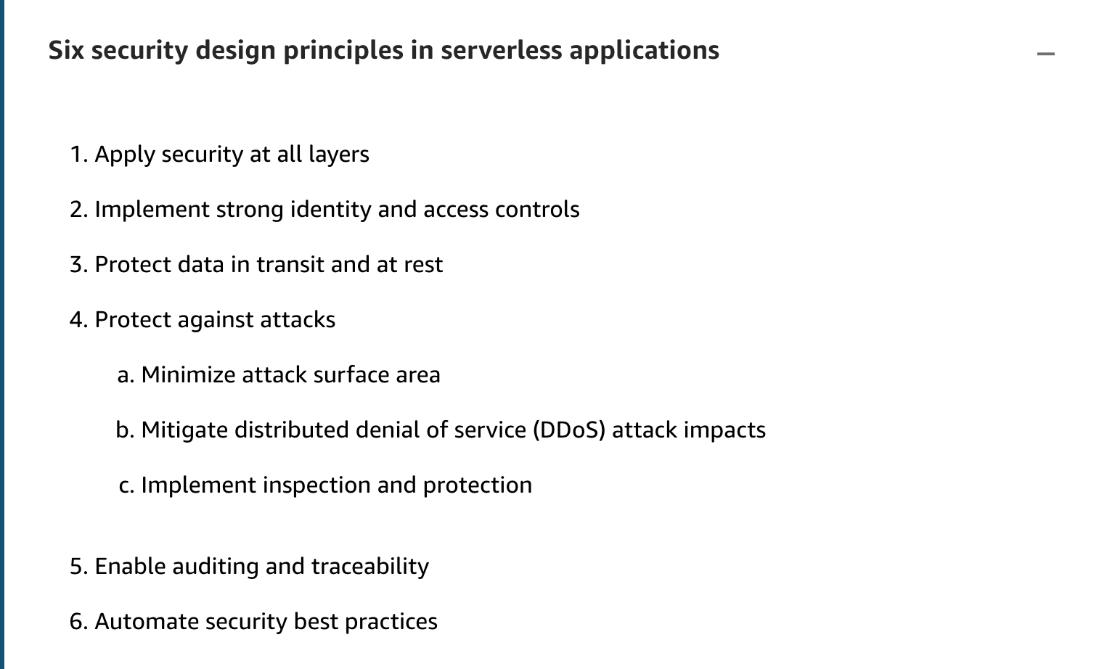 Six security design principles in serverless applications
1. Apply security at all layers
2. Implement strong identity and access controls
3. Protect data in transit and at rest
4. Protect against attacks
a. Minimize attack surface area
b. Mitigate distributed denial of service (DDoS) attack impacts
c. Implement inspection and protection
5. Enable auditing and traceability
6. Automate security best practices